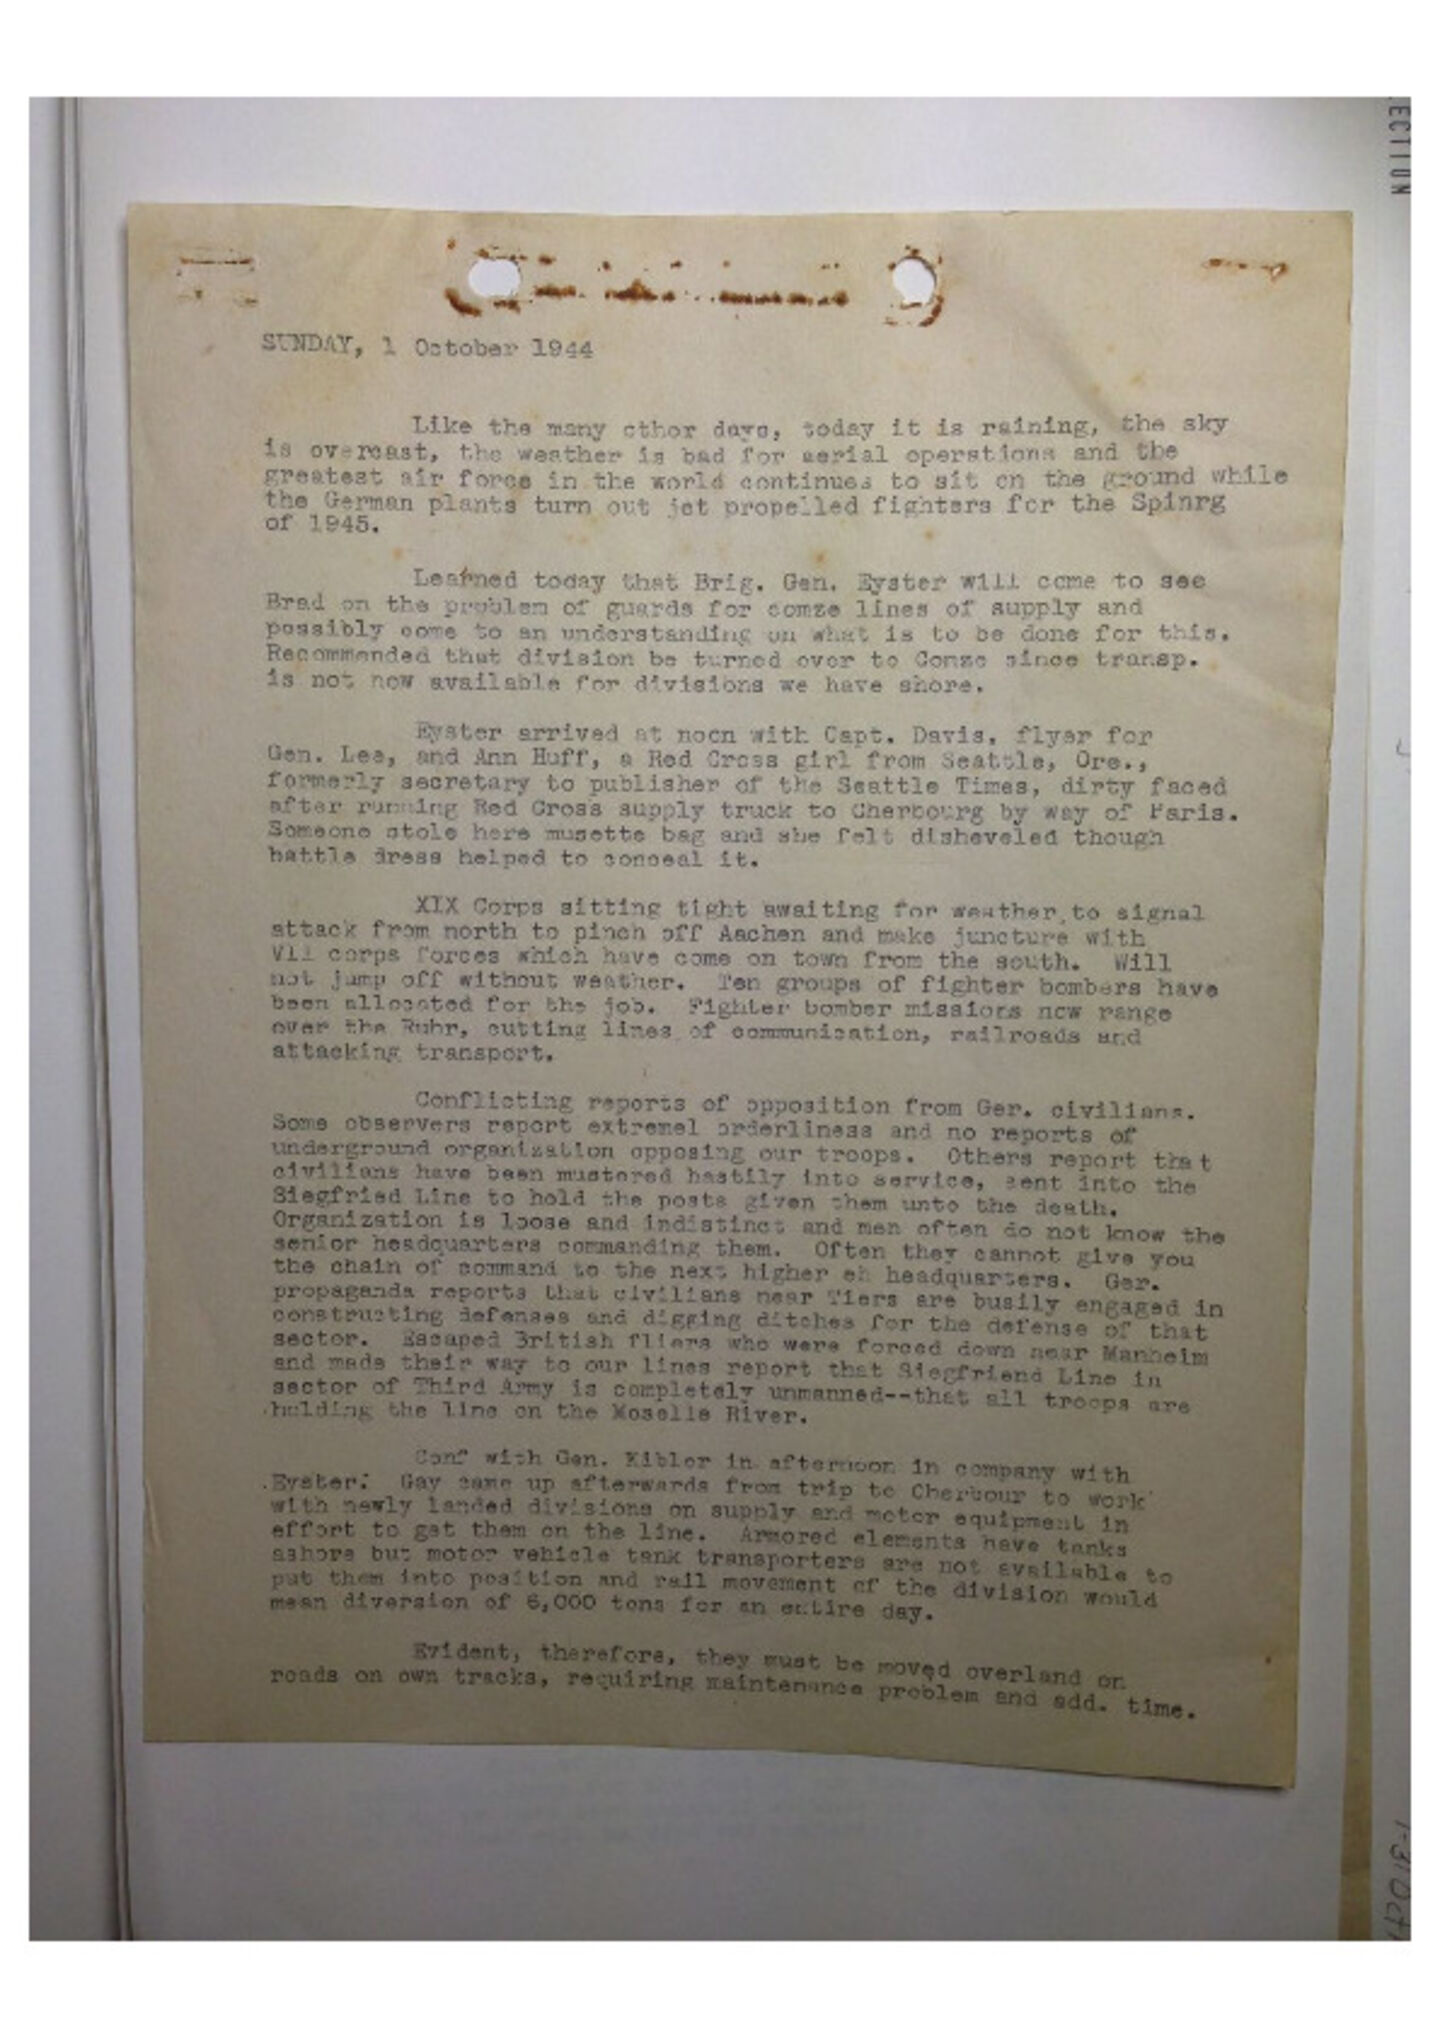 ECTION
SUNDAY, 1 October 1944
Like the many other days, today it is raining, the sky
is overcast, the weather is bad for aerial operations and the
greatest air force in the world continues to sit on the ground while
the German plants turn out jet propelled fighters for the Spinrg
of 1945.
Learned today that Brig. Gen. Eyster will come to see
Brad on the problem of guards for comze lines of supply and
possibly come to an understanding on what is to be done for this.
Recommended that division be turned over to Comze since transp.
is not now available for divisions we have shore.
Eyster arrived at noon with Capt. Davis, flyer for
Gen. Lee, and Ann Huff, a Red Cross girl from Seattle, Ore.,
formerly secretary to publisher of the Seattle Times, dirty faced
after running Red Cross supply truck to Cherbourg by way of Paris.
Someone stole here musette bag and she felt disheveled though
battle dress helped to conceal it.
XIX Corps sitting tight awaiting for weather to signal
attack from north to pinch off Aachen and make juncture with
VII corps forces which have come on town from the south. Will
not jump off without weather. Ten groups of fighter bombers have
been allocated for the job. Fighter bomber missions now range
over the Ruhr, cutting lines of communication, railroads and
attacking transport.
Conflicting reports of opposition from Ger. civilians.
Some observers report extremel orderliness and no reports of
underground organization opposing our troops. Others report that
civilians have been mustered hastily into service, sent into the
Siegfried Line to hold the posts given them unto the death.
Organization is loose and indistinct and men often do not know the
senior headquarters commanding them. Often they cannot give you
the chain of command to the next higher eh headquarters. Ger.
propaganda reports that civilians near Tiers are busily engaged in
constructing defenses and digging ditches for the defense of that
sector. Escaped British fliers who were forced down near Manheim
and made their way to our lines report that Siegfriend Line in
sector of Third Army is completely unmanned--that all troops are
holding the line on the Moselle River.
Conf with Gen. Kibler in afternoon in company with
Eyster. Gay came up afterwards from trip to Cherbour to work
with newly landed divisions on supply and motor equipment in
effort to get them on the line. Armored elements have tanks
ashore but motor vehicle tank transporters are not available to
put them into position and rail movement of the division would
mean diversion of 6,000 tons for an entire day.
Evident, therefore, they must be moved overland on
roads on own tracks, requiring maintenance problem and add. time.
1-31 Oct